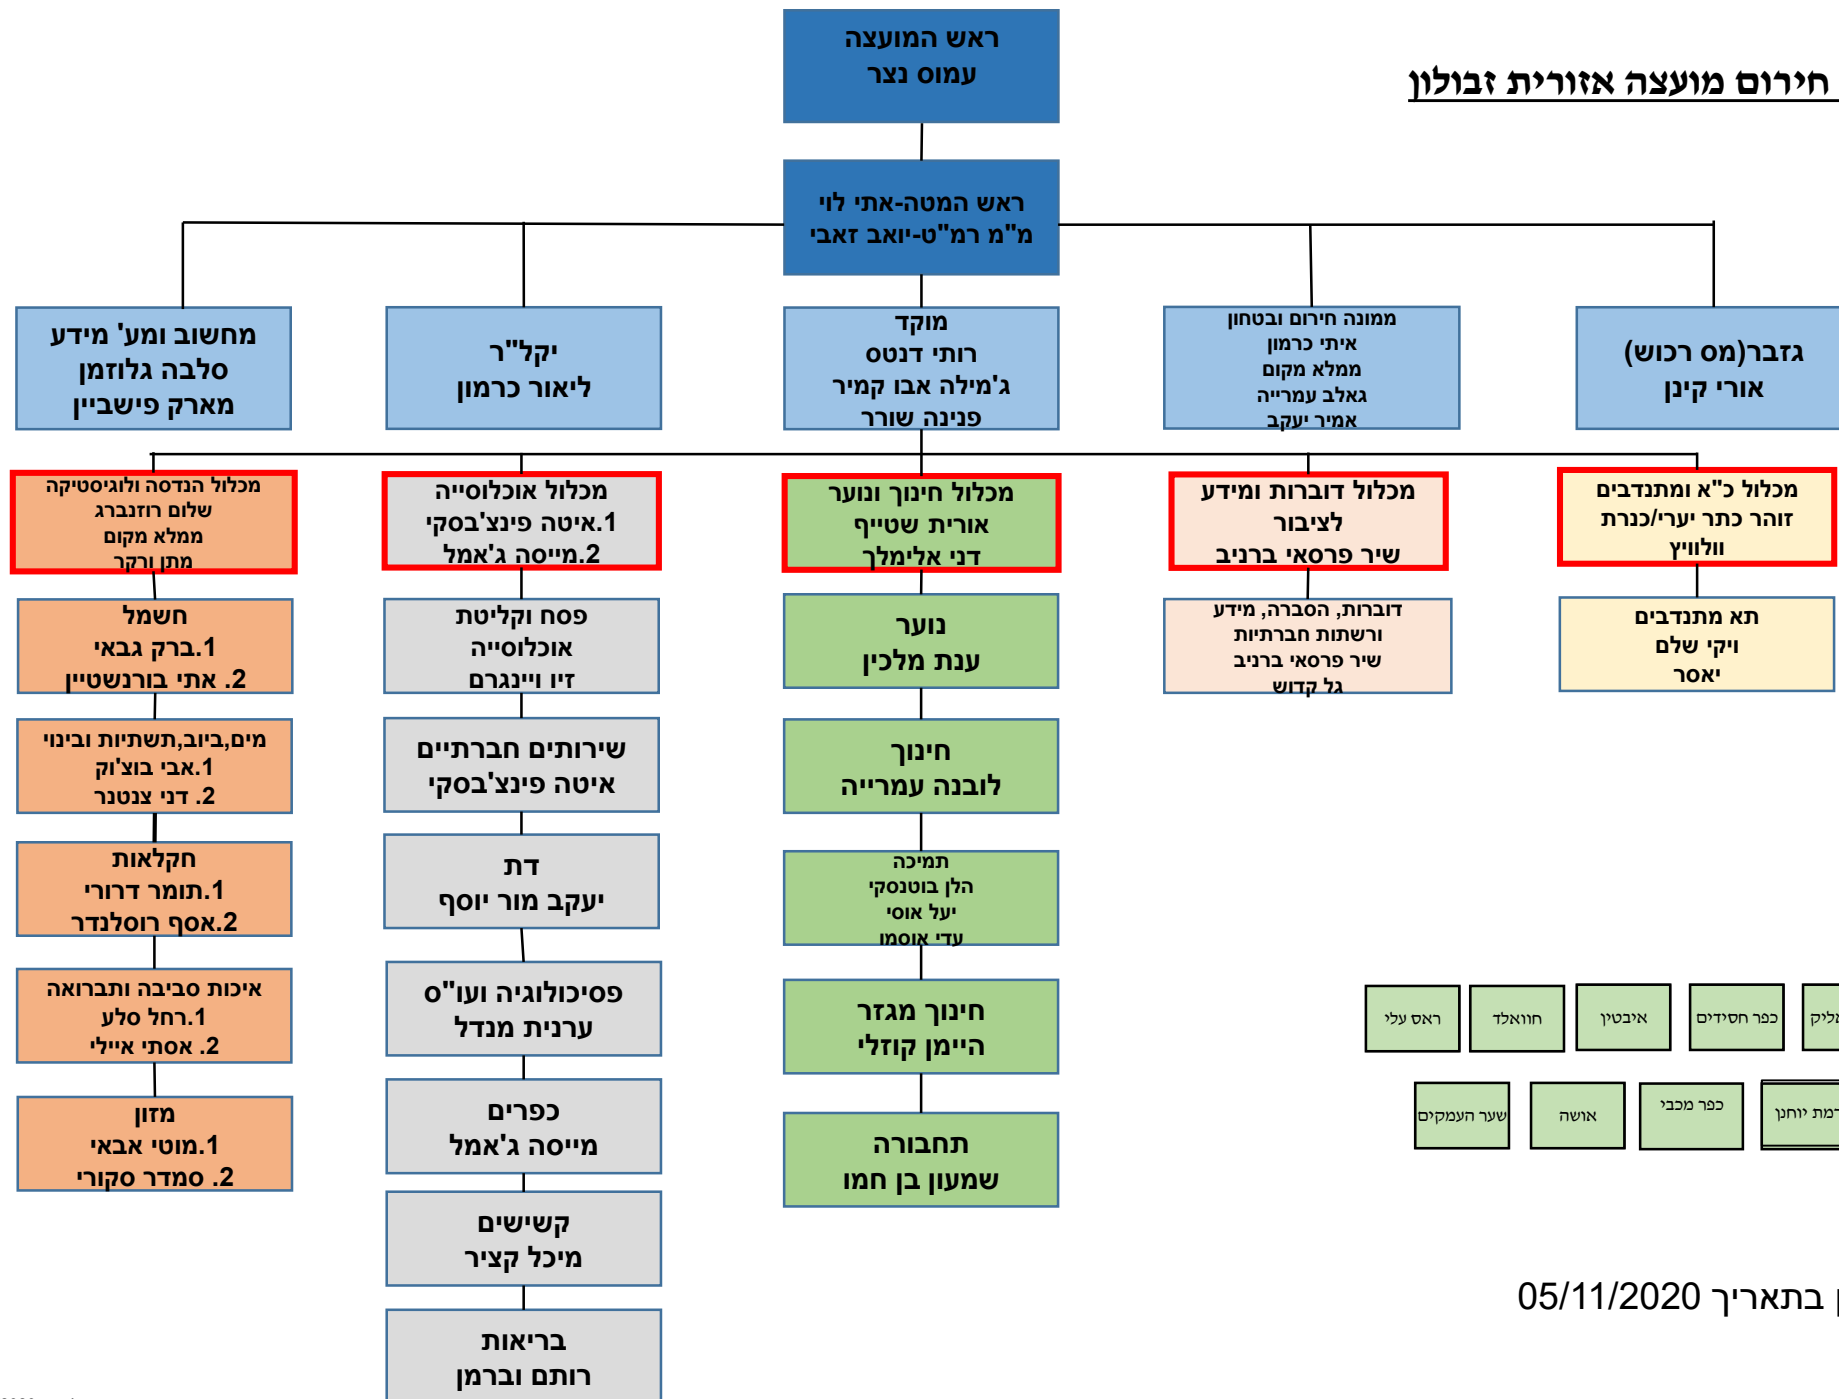 חירום מועצה אזורית זבולון
ראש המועצה
עמוס נצר
ראש המטה-אתי לוי
מ"מ רמ"ט-יואב זאבי
גזבר(מס רכוש)
אורי קינן
ממונה חירום ובטחון
איתי כרמון
ממלא מקום
גאלב עמרייה
אמיר יעקב
מוקד
רותי דנטס
ג'מילה אבו קמיר
פנינה שורר
יקל"ר
ליאור כרמון
מחשוב ומע' מידע
סלבה גלוזמן
מארק פישביין
מכלול כ"א ומתנדבים
זוהר כתר יערי/כנרת
וולוויץ
תא מתנדבים
ויקי שלם
יאסר
מכלול דוברות ומידע
לציבור
שיר פרסאי ברניב
דוברות, הסברה, מידע
ורשתות חברתיות
שיר פרסאי ברניב
גל קדוש
מכלול חינוך ונוער
אורית שטייף
דני אלימלך
נוער
ענת מלכין
חינוך
לובנה עמרייה
תמיכה
הלן בוטנסקי
יעל אוסי
עדי אוסמו
חינוך מגזר
היימן קוזלי
תחבורה
שמעון בן חמו
מכלול אוכלוסייה
1.איטה פינצ'בסקי
2.מייסה ג'אמל
פסח וקליטת
אוכלוסייה
זיו ויינגרם
שירותים חברתיים
איטה פינצ'בסקי
דת
יעקב מור יוסף
פסיכולוגיה ועו"ס
ערנית מנדל
כפרים
מייסה ג'אמל
קשישים
מיכל קציר
בריאות
רותם וברמן
מכלול הנדסה ולוגיסטיקה
שלום רוזנברג
ממלא מקום
מתן ורקר
חשמל
1.ברק גבאי
2. אתי בורנשטיין
מים,ביוב,תשתיות ובינוי
1.אבי בוצ'וק
2. דני צנטנר
חקלאות
1.תומר דרורי
2.אסף רוסלנדר
איכות סביבה ותברואה
1.רחל סלע
2. אסתי איילי
מזון
1.מוטי אבאי
2. סמדר סקורי
כפר חסידים
איבטין
חוואלד
ראס עלי
רמת יוחנן
כפר מכבי
אושה
שער העמקים
בתאריך 05/11/2020